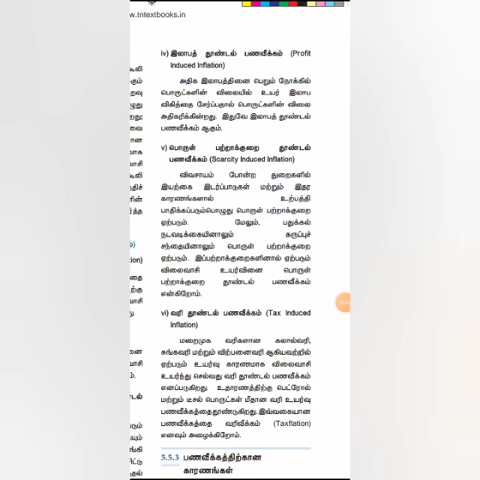 w.tntextbooks.in
iv) இலாபத் தூண்டல் பணவீக்கம் (Profit
Induced Inflation)
அதிக இலாபத்தினை பெறும் நோக்கில்
பொருட்களின் விலையில் உயர் இலாப
விகிதத்தை சேர்ப்பதால் பொருட்களின் விலை
அதிகரிக்கின்றது. இதுவே இலாபத் தூண்டல்
பணவீக்கம் ஆகும்.
v) பொருள் பற்றாக்குறை தூண்டல்
பணவீக்கம் (Scarcity Induced Inflation)
விவசாயம் போன்ற துறைகளில்
இயற்கை இடர்ப்பாடுகள் மற்றும் இதர
காரணங்களால் உற்பத்தி
பாதிக்கப்படும்பொழுது பொருள் பற்றாக்குறை
ஏற்படும். மேலும், பதுக்கல்
நடவடிக்கையினாலும் கருப்புச்
சந்தையினாலும் பொருள் பற்றாக்குறை
ஏற்படும். இப்பற்றாக்குறைகளினால் ஏற்படும்
விலைவாசி உயர்வினை பொருள்
பற்றாக்குறை தூண்டல் பணவீக்கம்
என்கிறோம்.
vi) வரி தூண்டல் பணவீக்கம் (Tax Induced
Inflation)
மறைமுக வரிகளான கலால்வரி,
சுங்கவரி மற்றும் விற்பனைவரி ஆகியவற்றில்
ஏற்படும் உயர்வு காரணமாக விலைவாசி
உயர்ந்து செல்வது வரி தூண்டல் பணவீக்கம்
எனப்படுகிறது. உதாரணத்திற்கு பெட்ரோல்
மற்றும் டீசல் பொருட்கள் மீதான வரி உயர்வு
பணவீக்கத்தை தூண்டுகிறது. இவ்வகையான
பணவீக்கத்தை வரிவீக்கம் (Taxflation)
எனவும் அழைக்கிறோம்.
5.5.3 பணவீக்கத்திற்கான
காரணங்கள்